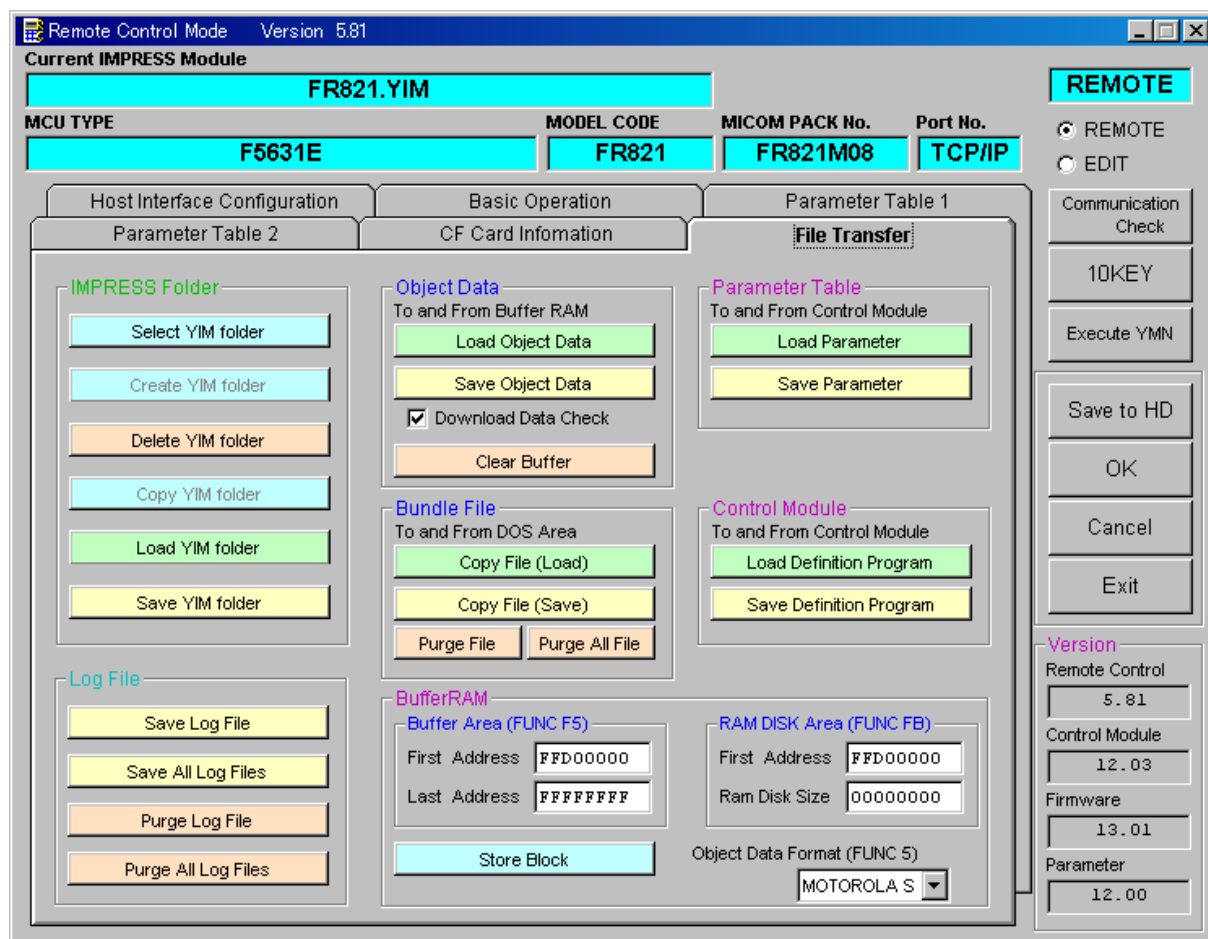 Remote Control Mode Version 5.81
Current IMPRESS Module
FR821.YIM
REMOTE
MCU TYPE
MODEL CODE
MICOM PACK No.
Port No.
F5631E
FR821
FR821M08
TCP/IP
REMOTE
EDIT
Host Interface Configuration
Basic Operation
Parameter Table 1
Parameter Table 2
CF Card Infomation
File Transfer
IMPRESS Folder
Select YIM folder
Create YIM folder
Delete YIM folder
Copy YIM folder
Load YIM folder
Save YIM folder
Log File
Save Log File
Save All Log Files
Purge Log File
Purge All Log Files
Object Data
To and From Buffer RAM
Load Object Data
Save Object Data
Download Data Check
Clear Buffer
Bundle File
To and From DOS Area
Copy File (Load)
Copy File (Save)
Purge File
Purge All File
Parameter Table
To and From Control Module
Load Parameter
Save Parameter
Control Module
To and From Control Module
Load Definition Program
Save Definition Program
BufferRAM
Buffer Area (FUNC F5)
First Address FFD00000
Last Address FFFFFFFF
RAM DISK Area (FUNC FB)
First Address FFD00000
Ram Disk Size 00000000
Store Block
Object Data Format (FUNC 5)
MOTOROLA S
Communication
Check
10KEY
Execute YMN
Save to HD
OK
Cancel
Exit
Version
Remote Control
5.81
Control Module
12.03
Firmware
13.01
Parameter
12.00